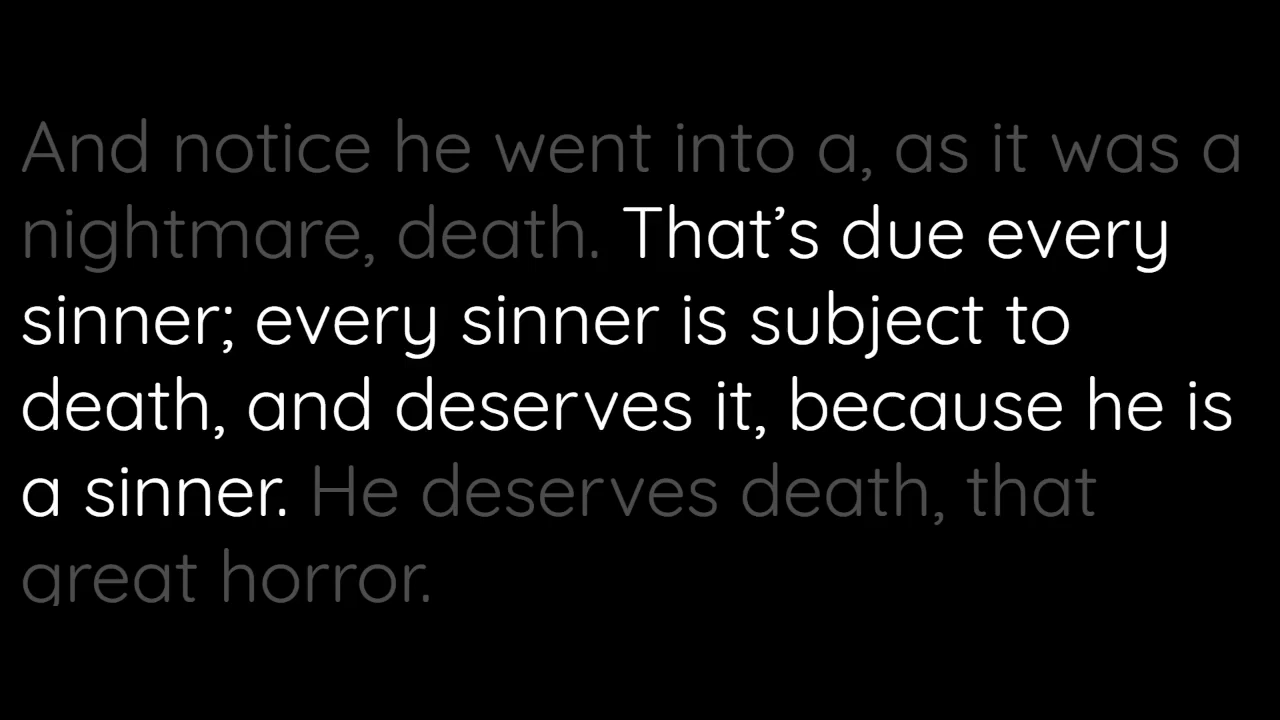 And notice he went into a, as it was a
nightmare, death. That’s due every
sinner; every sinner is subject to
death, and deserves it, because he is
a sinner. He deserves death, that
great horror.